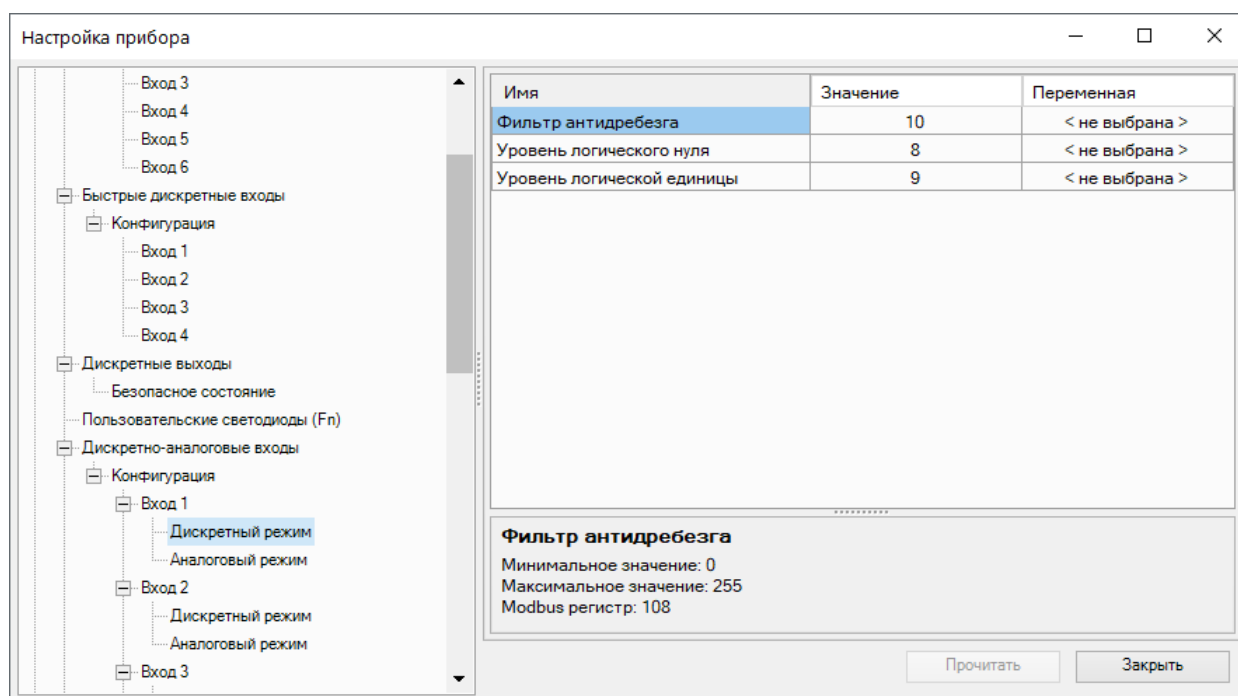 Настройка прибора
Вход 3
Вход 4
Вход 5
Вход 6
Быстрые дискретные входы
Конфигурация
Вход 1
Вход 2
Вход 3
Вход 4
Дискретные выходы
Безопасное состояние
Пользовательские светодиоды (Fn)
Дискретно-аналоговые входы
Конфигурация
Вход 1
Дискретный режим
Аналоговый режим
Вход 2
Дискретный режим
Аналоговый режим
Вход 3
Имя Значение Переменная
Фильтр антидребезга 10 < не выбрана >
Уровень логического нуля 8 < не выбрана >
Уровень логической единицы 9 < не выбрана >
Фильтр антидребезга
Минимальное значение: 0
Максимальное значение: 255
Modbus регистр: 108
Прочитать Закрыть